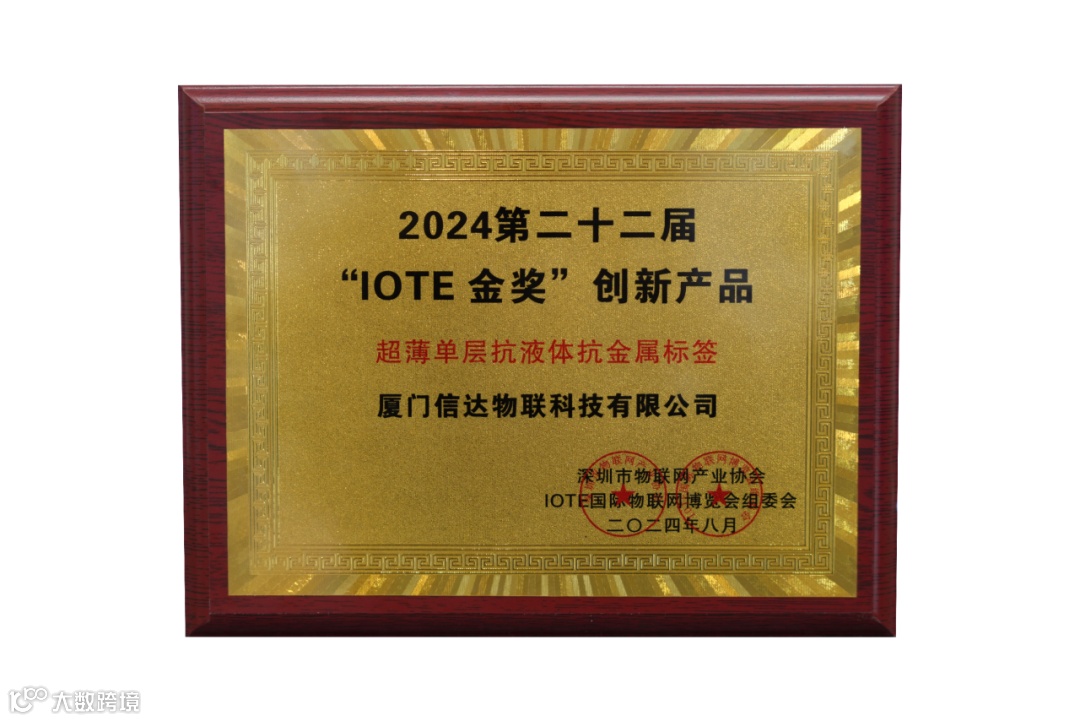 2024第二十二届
“IOTE 金奖”创新产品
超薄单层抗液体抗金属标签
厦门信达物联科技有限公司
深圳市物联网产业协会
IOTE国际物联网博览会组委会
二〇二四年八月
大数跨境